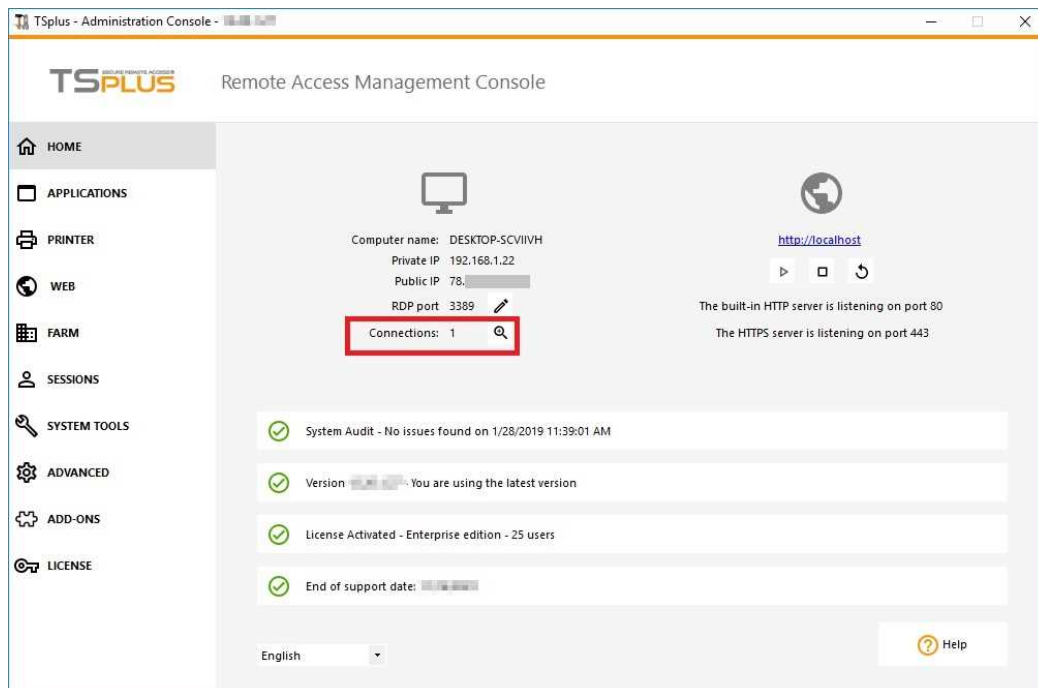 TSplus - Administration Console -
TSPLUS SECURE REMOTE ACCESS
Remote Access Management Console
HOME
APPLICATIONS
PRINTER
WEB
FARM
SESSIONS
SYSTEM TOOLS
ADVANCED
ADD-ONS
LICENSE
Computer name: DESKTOP-SCVIIVH
Private IP 192.168.1.22
Public IP 78.
RDP port 3389
Connections: 1
http://localhost
The built-in HTTP server is listening on port 80
The HTTPS server is listening on port 443
System Audit - No issues found on 1/28/2019 11:39:01 AM
Version - You are using the latest version
License Activated - Enterprise edition - 25 users
End of support date:
English
Help